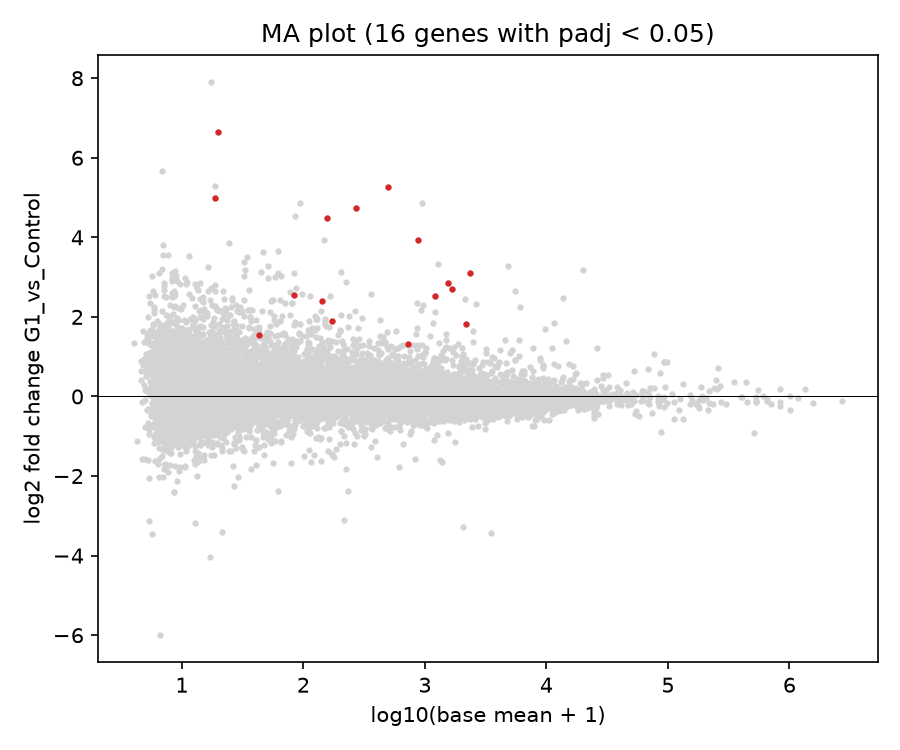 MA plot (16 genes with padj < 0.05)
log2 fold change G1_vs_Control
8
6
4
2
0
−2
−4
−6
1 2 3 4 5 6
log10(base mean + 1)